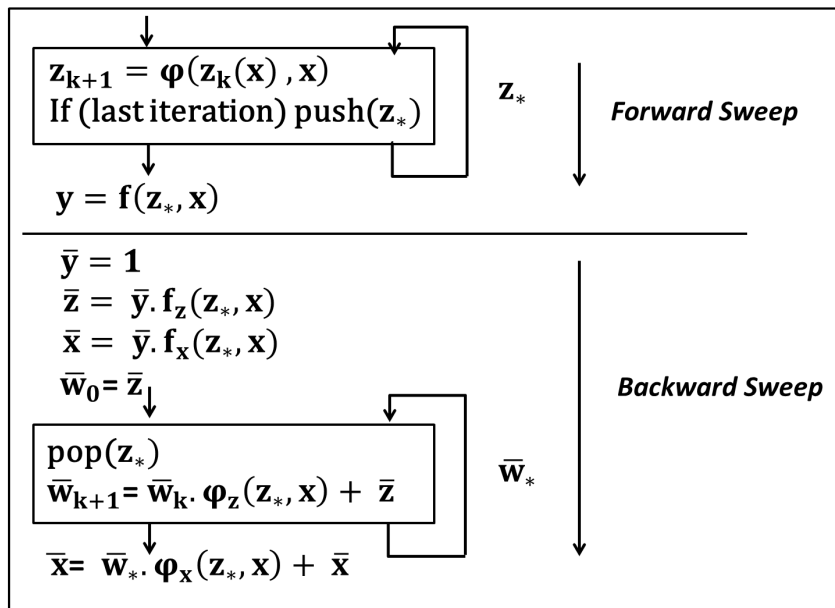 z_{k+1} = φ(z_k(x) , x)
If (last iteration) push(z_*)
z_*
Forward Sweep
y = f(z_*, x)
ȳ = 1
z̄ = ȳ. f_z(z_*, x)
x̄ = ȳ. f_x(z_*, x)
w̄_0= z̄
Backward Sweep
pop(z_*)
w̄_{k+1}= w̄_k. φ_z(z_*, x) + z̄
w̄_*
x̄= w̄_*. φ_x(z_*, x) + x̄